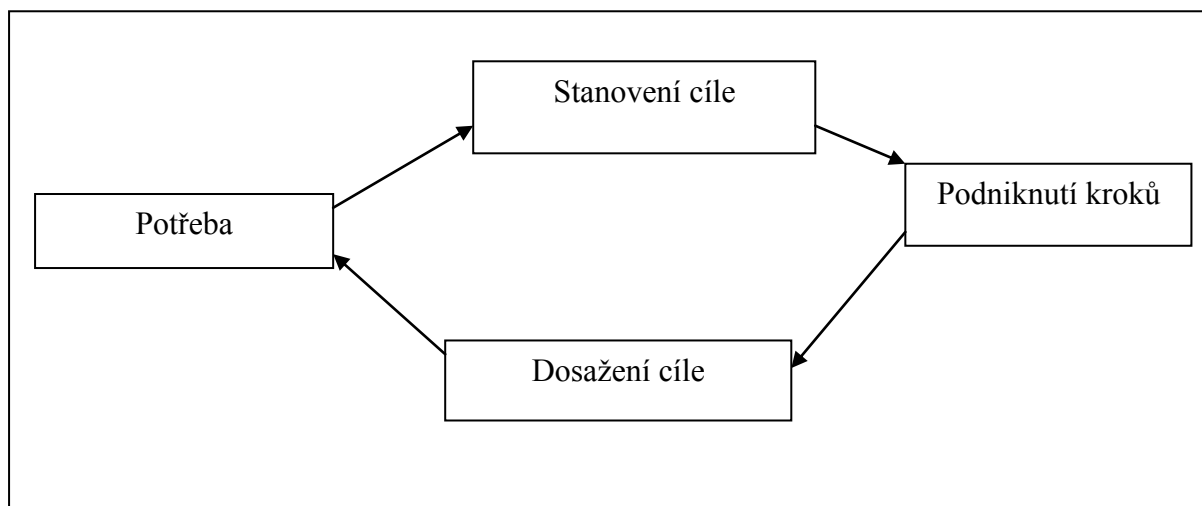 Stanovení cíle
Podniknutí kroků
Potřeba
Dosažení cíle